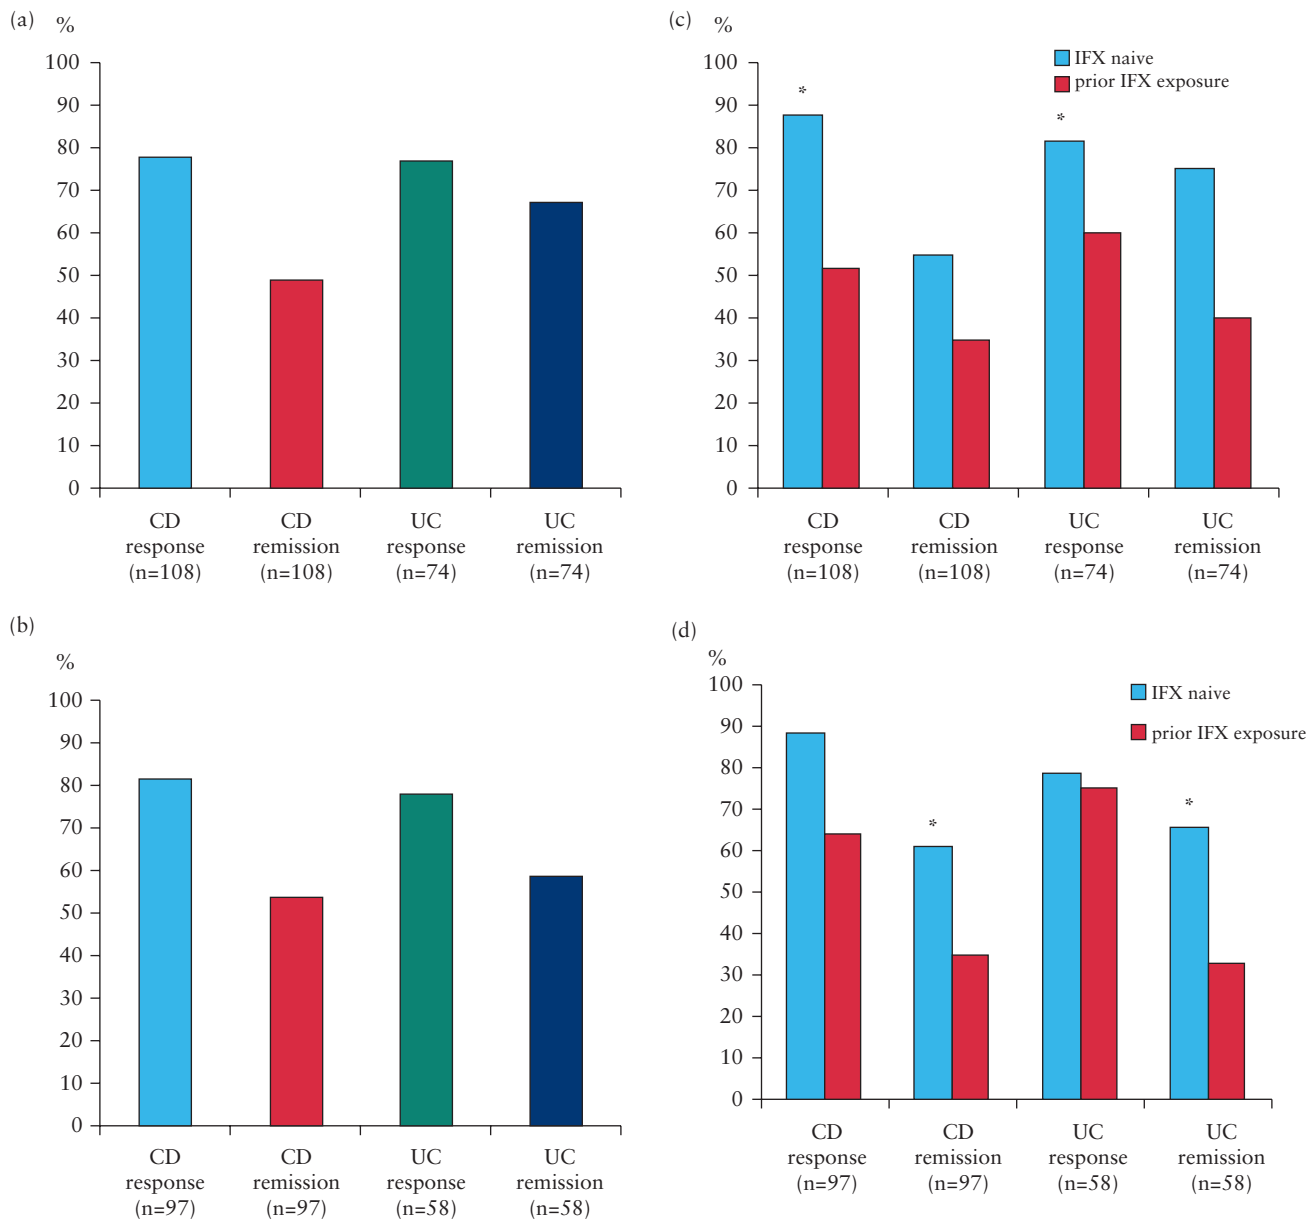 (a)
%
100
90
80
70
60
50
40
30
20
10
0
CD
response
(n=108)
CD
remission
(n=108)
UC
response
(n=74)
UC
remission
(n=74)
(c)
%
100
90
80
70
60
50
40
30
20
10
0
IFX naive
prior IFX exposure
*
*
CD
response
(n=108)
CD
remission
(n=108)
UC
response
(n=74)
UC
remission
(n=74)
(b)
%
100
90
80
70
60
50
40
30
20
10
0
CD
response
(n=97)
CD
remission
(n=97)
UC
response
(n=58)
UC
remission
(n=58)
(d)
%
100
90
80
70
60
50
40
30
20
10
0
IFX naive
prior IFX exposure
*
*
CD
response
(n=97)
CD
remission
(n=97)
UC
response
(n=58)
UC
remission
(n=58)